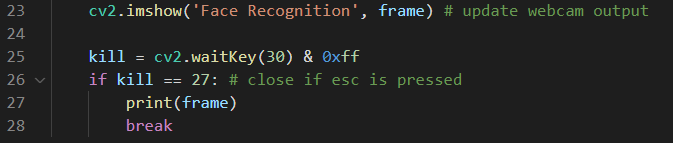 23 cv2.imshow('Face Recognition', frame) # update webcam output
24
25 kill = cv2.waitKey(30) & 0xff
26 if kill == 27: # close if esc is pressed
27 print(frame)
28 break